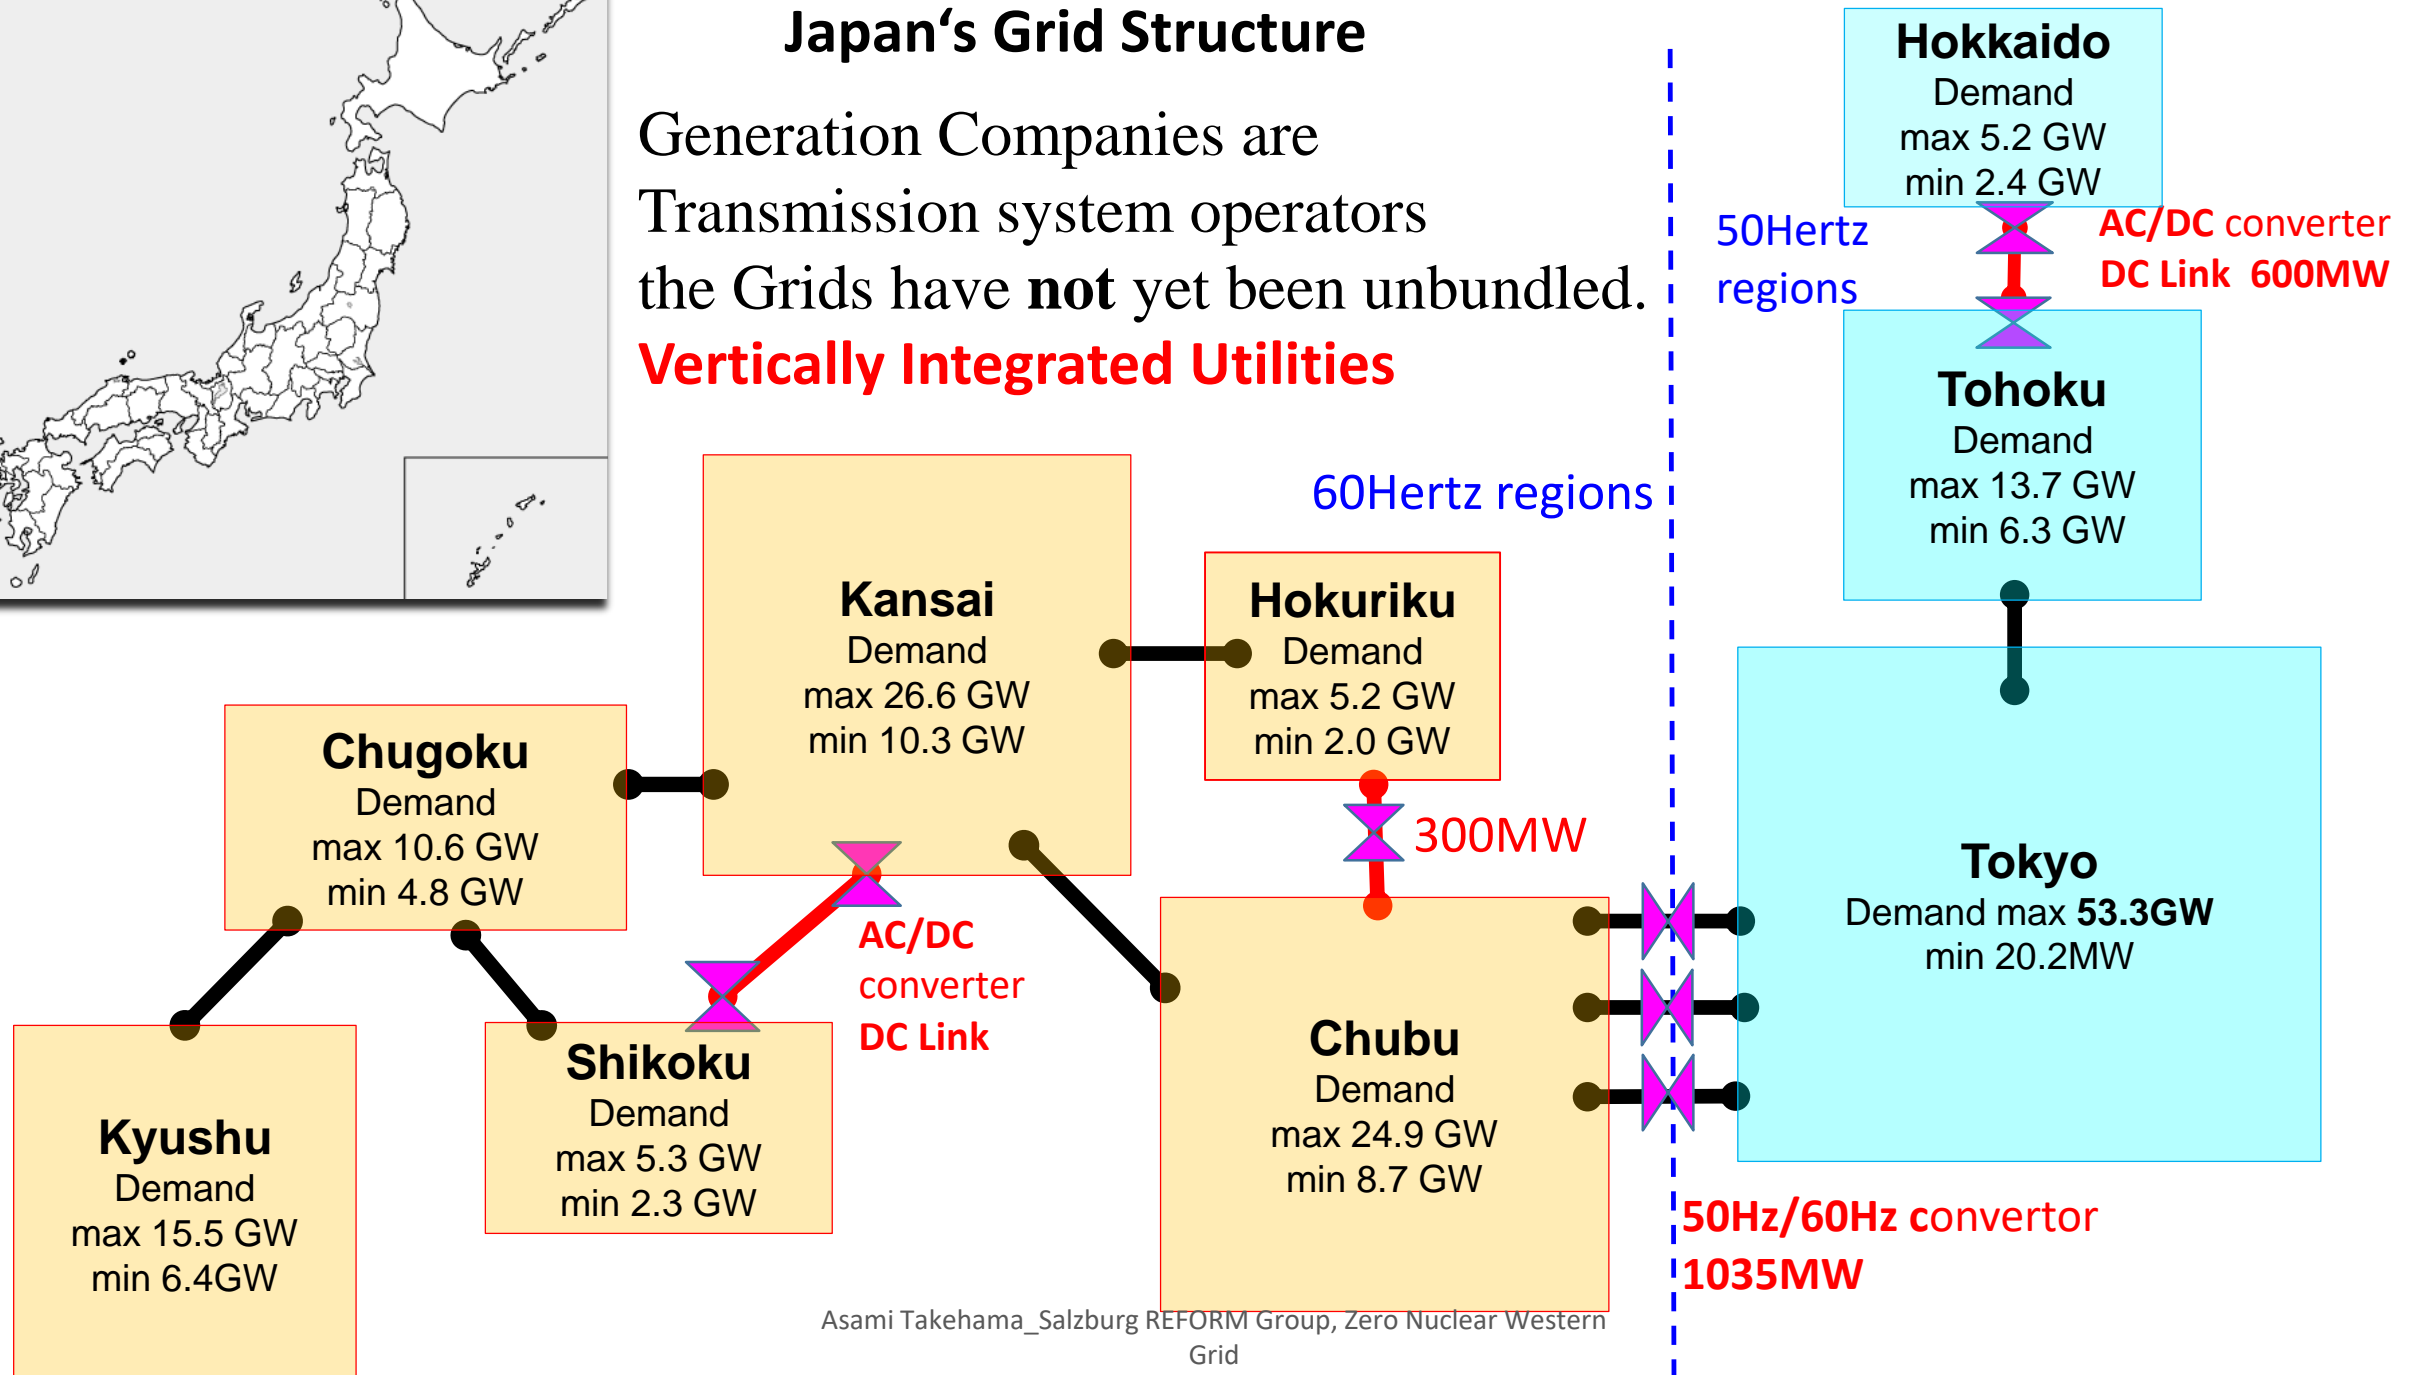 Japan‘s Grid Structure
Generation Companies are
Transmission system operators
the Grids have not yet been unbundled.
Vertically Integrated Utilities
Hokkaido
Demand
max 5.2 GW
min 2.4 GW
50Hertz
regions
AC/DC converter
DC Link 600MW
Tohoku
Demand
max 13.7 GW
min 6.3 GW
60Hertz regions
Kansai
Demand
max 26.6 GW
min 10.3 GW
Hokuriku
Demand
max 5.2 GW
min 2.0 GW
Chugoku
Demand
max 10.6 GW
min 4.8 GW
300MW
Tokyo
Demand max 53.3GW
min 20.2MW
AC/DC
converter
DC Link
Kyushu
Demand
max 15.5 GW
min 6.4GW
Shikoku
Demand
max 5.3 GW
min 2.3 GW
Chubu
Demand
max 24.9 GW
min 8.7 GW
50Hz/60Hz convertor
1035MW
Asami Takehama_Salzburg REFORM Group, Zero Nuclear Western
Grid